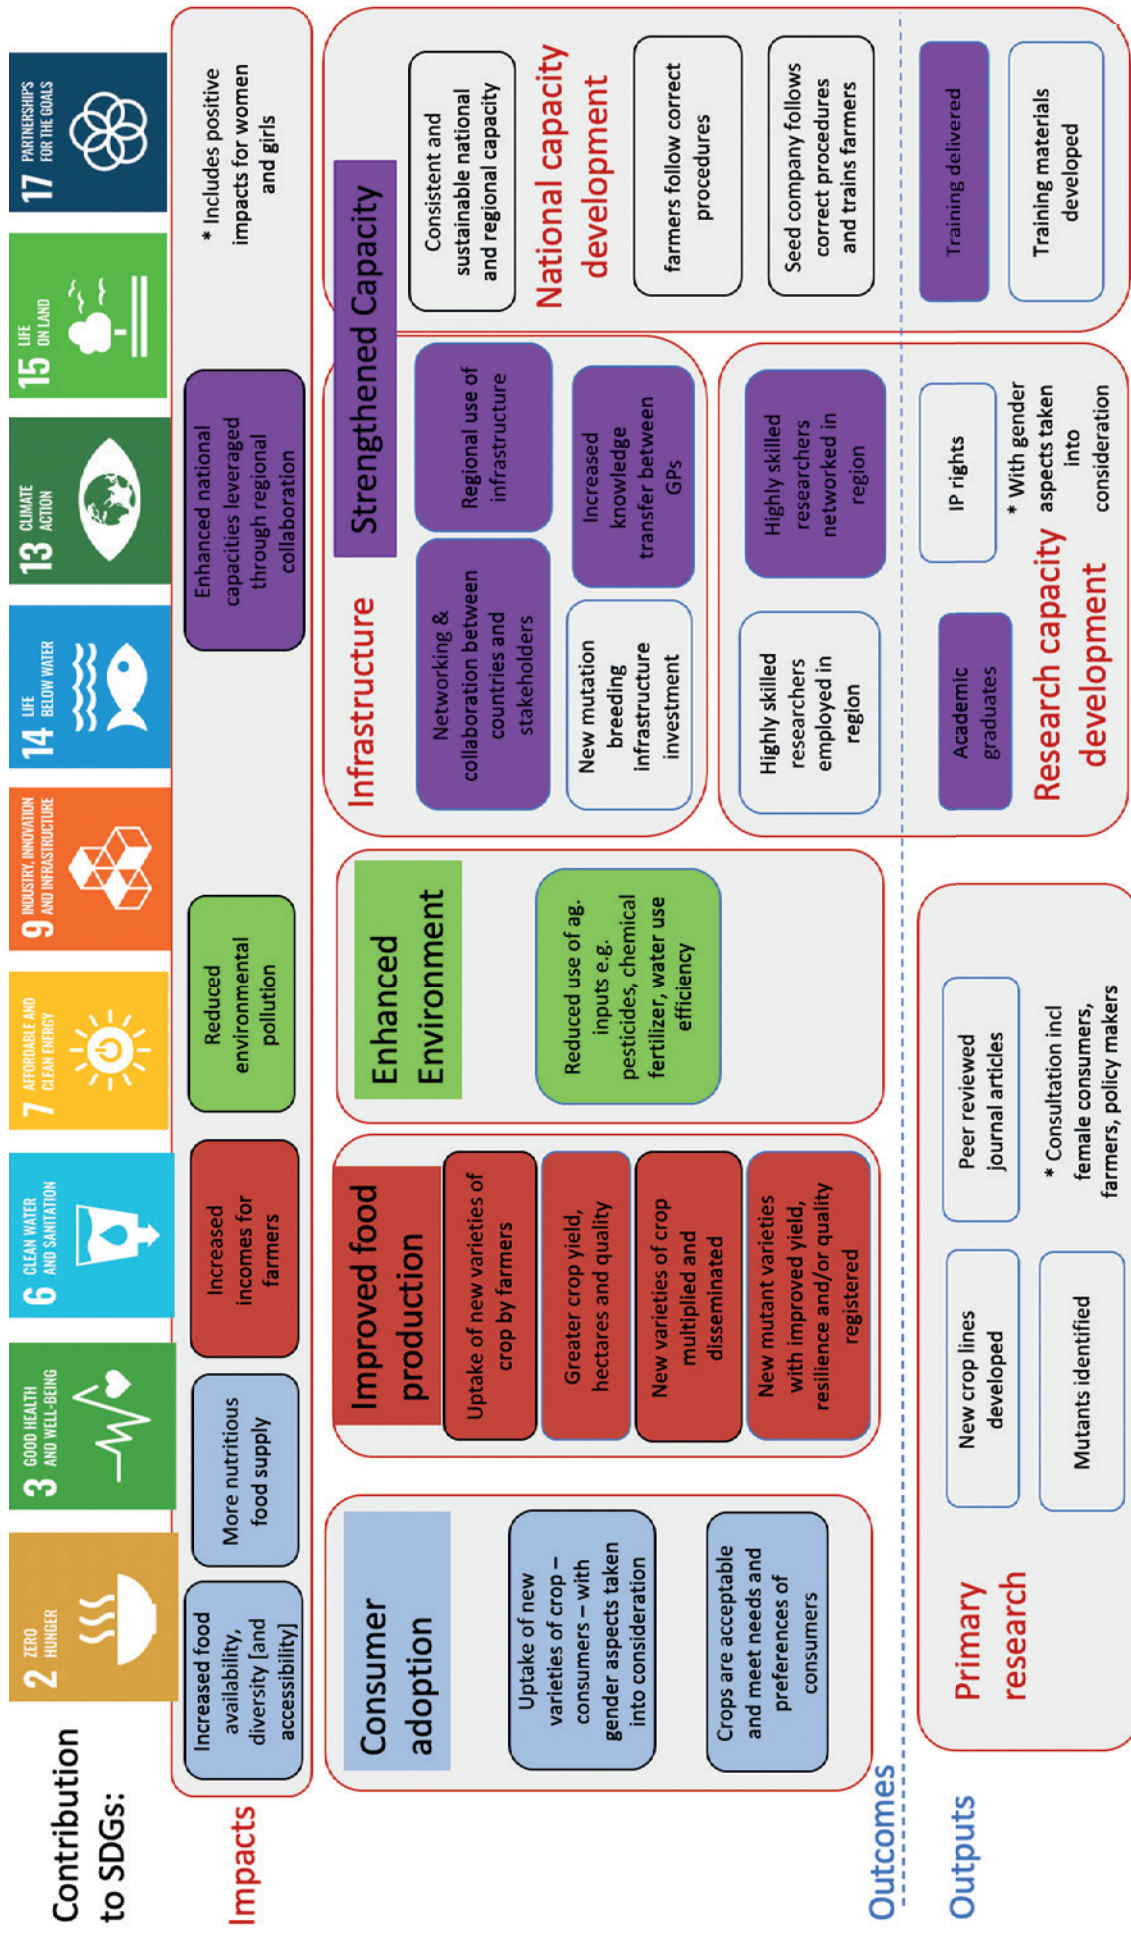 Contribution
to SDGs:
2 ZERO
HUNGER
3 GOOD HEALTH
AND WELL-BEING
6 CLEAN WATER
AND SANITATION
7 AFFORDABLE AND
CLEAN ENERGY
9 INDUSTRY, INNOVATION
AND INFRASTRUCTURE
14 LIFE
BELOW WATER
13 CLIMATE
ACTION
15 LIFE
ON LAND
17 PARTNERSHIPS
FOR THE GOALS
Impacts
Increased food
availability,
diversity [and
accessibility]
More nutritious
food supply
Increased
incomes for
farmers
Reduced
environmental
pollution
Enhanced national
capacities leveraged
through regional
collaboration
* Includes positive
impacts for women
and girls
Consumer
adoption
Uptake of new
varieties of crop –
consumers – with
gender aspects taken
into consideration
Crops are acceptable
and meet needs and
preferences of
consumers
Improved food
production
Uptake of new varieties of
crop by farmers
Greater crop yield,
hectares and quality
New varieties of crop
multiplied and
disseminated
New mutant varieties
with improved yield,
resilience and/or quality
registered
Enhanced
Environment
Reduced use of ag.
inputs e.g.
pesticides, chemical
fertilizer, water use
efficiency
Strengthened Capacity
Infrastructure
Networking &
collaboration between
countries and
stakeholders
Regional use of
infrastructure
New mutation
breeding
infrastructure
investment
Increased
knowledge
transfer between
GPs
Highly skilled
researchers
employed in
region
Highly skilled
researchers
networked in
region
Consistent and
sustainable national
and regional capacity
National capacity
development
farmers follow correct
procedures
Seed company follows
correct procedures
and trains farmers
Outcomes
Outputs
Primary
research
New crop lines
developed
Peer reviewed
journal articles
Mutants identified
* Consultation incl
female consumers,
farmers, policy makers
Academic
graduates
IP rights
* With gender
aspects taken
into
consideration
Research capacity
development
Training delivered
Training materials
developed